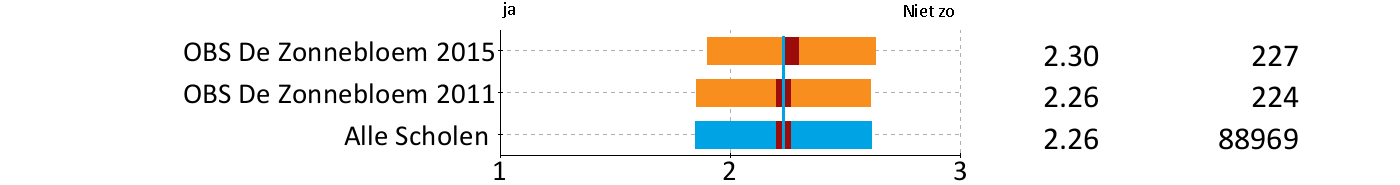 ja Niet zo
OBS De Zonnebloem 2015 2.30 227
OBS De Zonnebloem 2011 2.26 224
Alle Scholen 2.26 88969
1 2 3